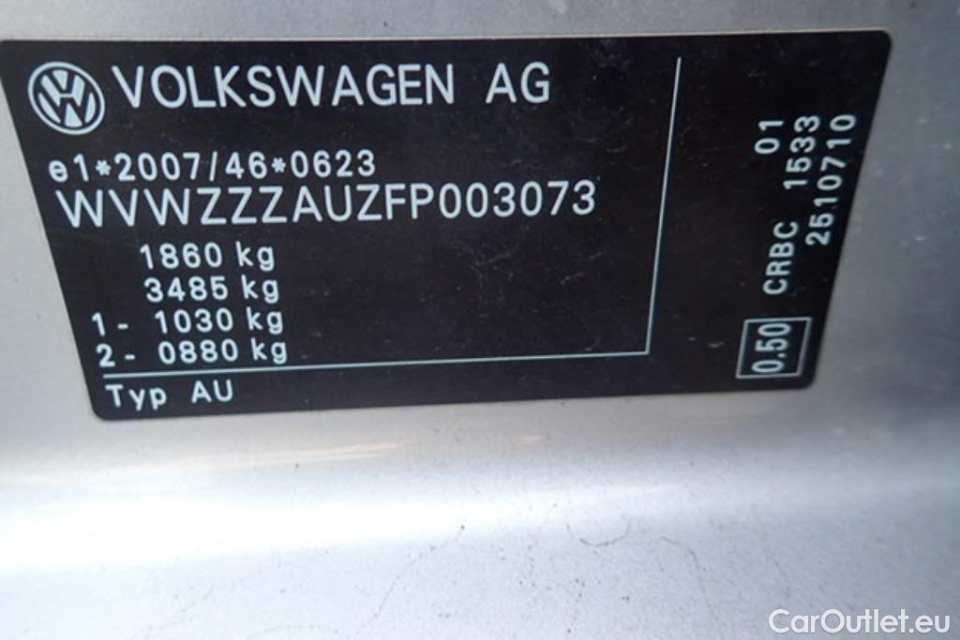 VOLKSWAGEN AG
e1*2007/46*0623
WVWZZZAUZFP003073
1860 kg
3485 kg
1- 1030 kg
2- 0880 kg
Typ AU
01
CRBC 1533
2510710
0.50
CarOutlet.eu